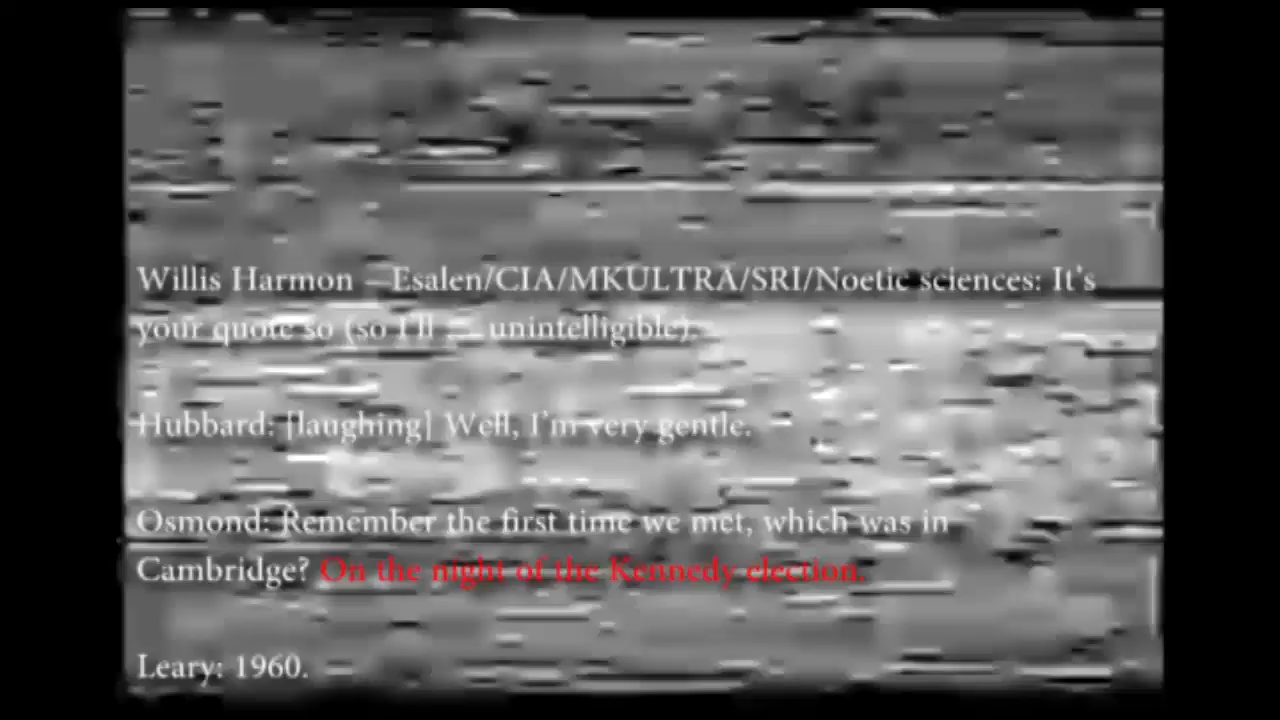 Willis Harmon – Esalen/CIA/MKULTRA/SRI/Noetic sciences: It's
your quote so (so I'll — unintelligible).
Hubbard: [laughing] Well, I'm very gentle.
Osmond: Remember the first time we met, which was in
Cambridge? On the night of the Kennedy election.
Leary: 1960.